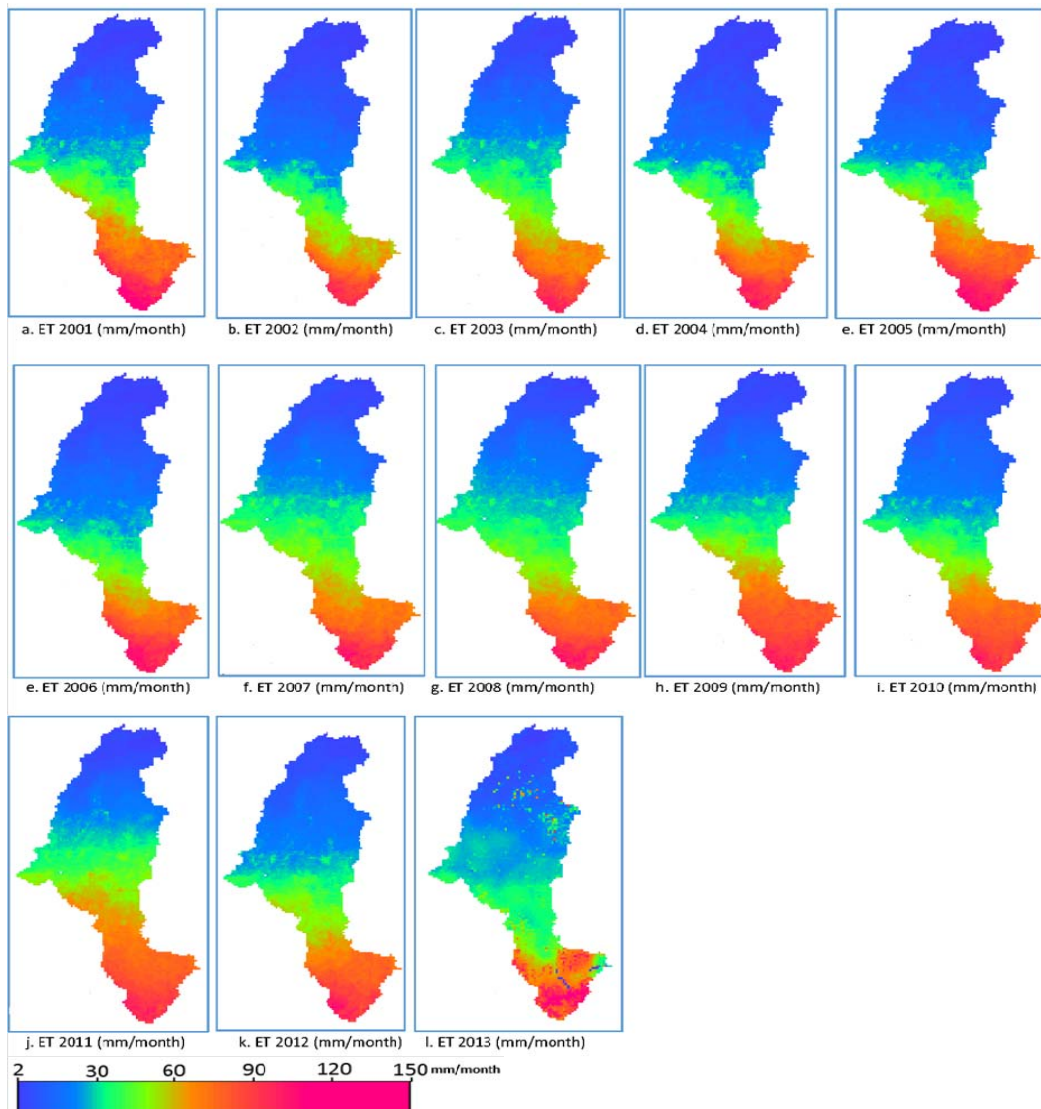 a. ET 2001 (mm/month) b. ET 2002 (mm/month) c. ET 2003 (mm/month) d. ET 2004 (mm/month) e. ET 2005 (mm/month)
e. ET 2006 (mm/month) f. ET 2007 (mm/month) g. ET 2008 (mm/month) h. ET 2009 (mm/month) i. ET 2010 (mm/month)
j. ET 2011 (mm/month) k. ET 2012 (mm/month) l. ET 2013 (mm/month)
2 30 60 90 120 150 mm/month